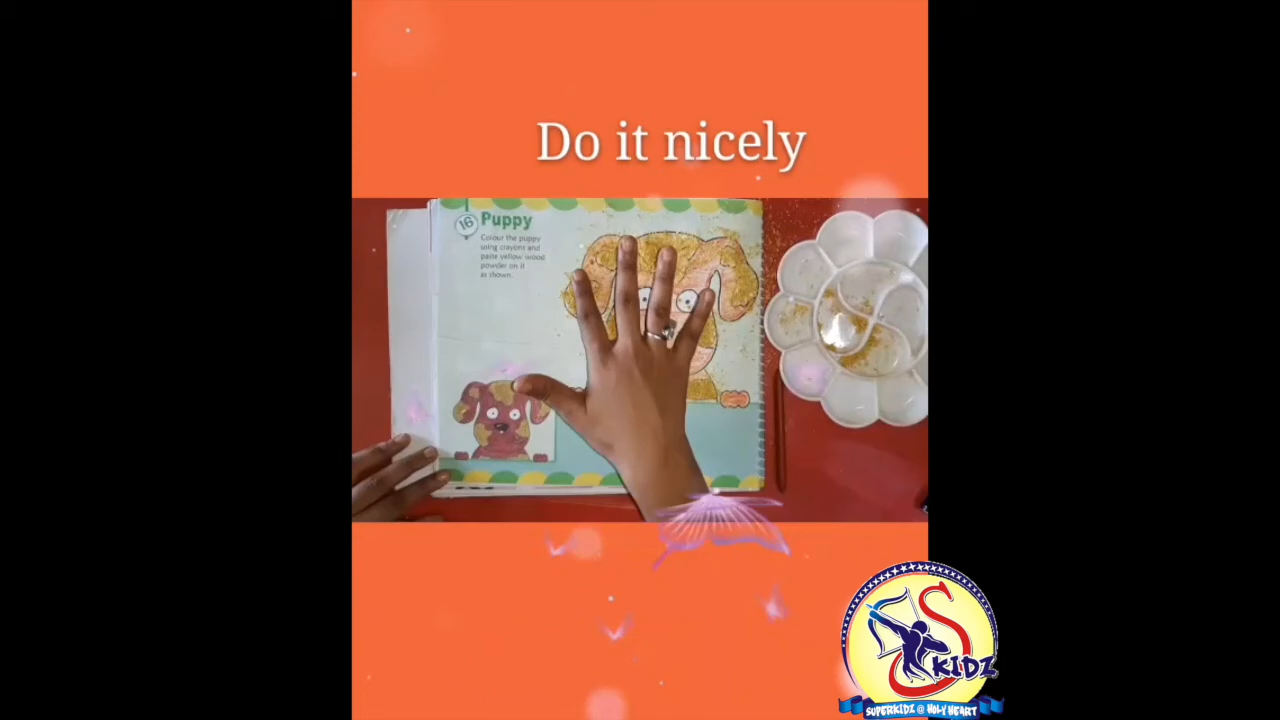 Do it nicely
16
Puppy
Colour the puppy
using crayons and
paste yellow wood
powder on it
as shown.
S
KIDZ
SUPERKIDZ @ HOLY HEART